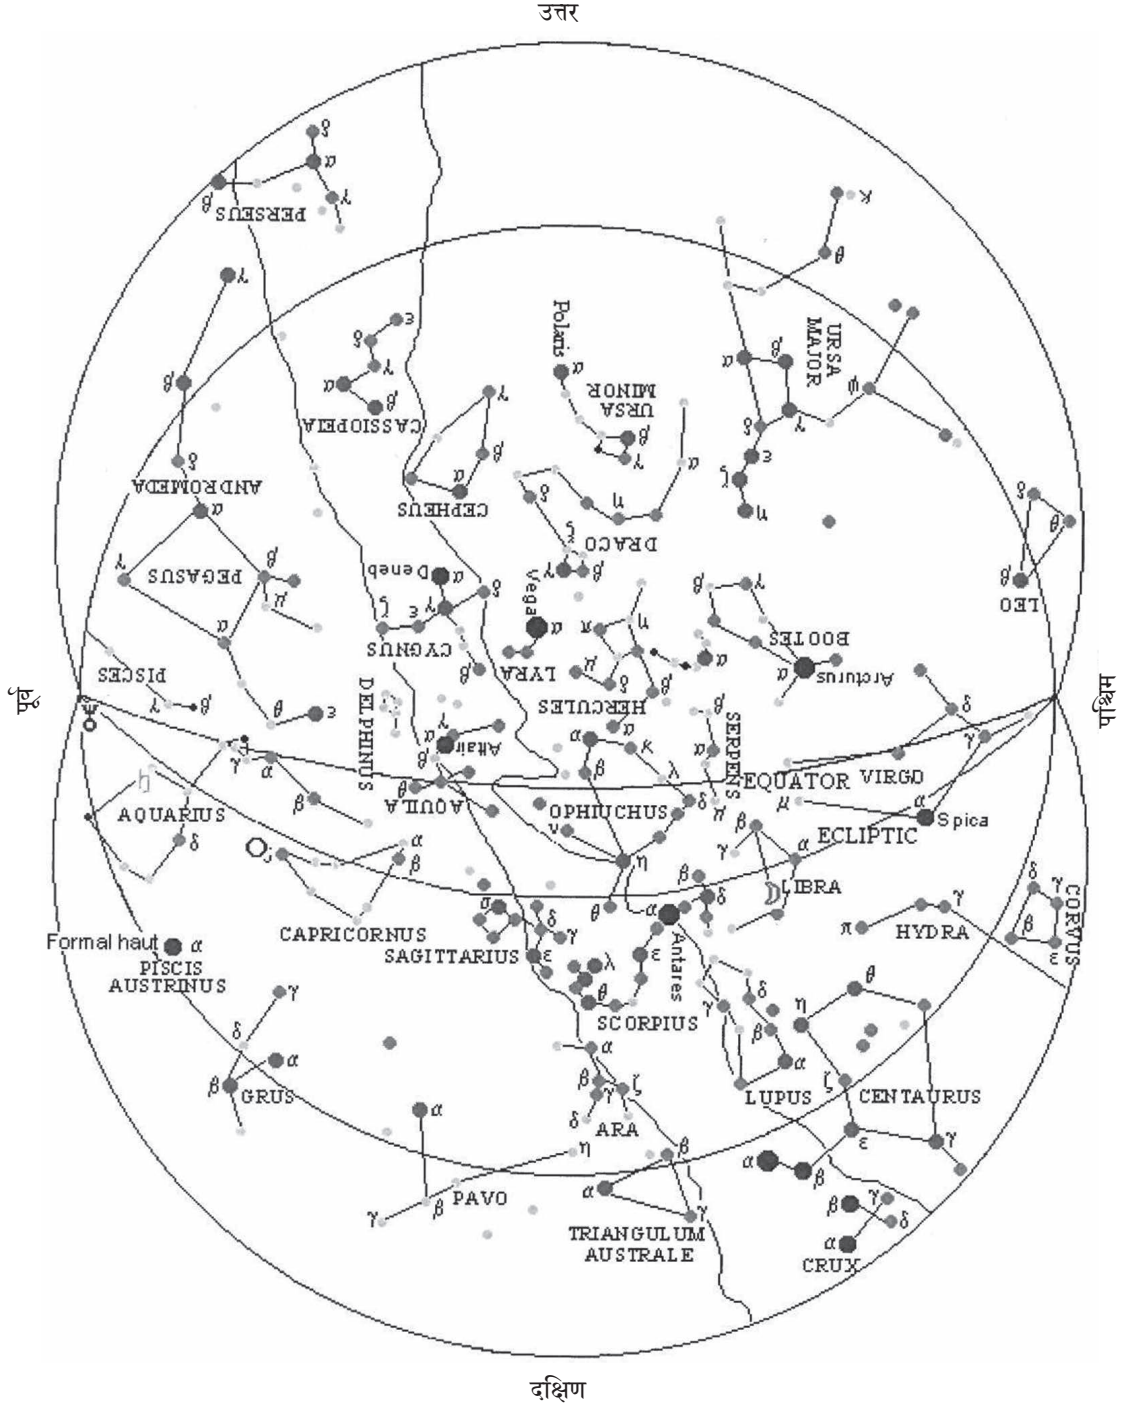 उत्तर
δ
α
β
γ
PERSEUS
κ
θ
γ
ε
δ
γ
α
β
CASSIOPEIA
Polaris
α
URSA
MINOR
β
γ
URSA
MAJOR
α
β
ψ
δ
γ
ε
ζ
η
β
δ
ANDROMEDA
α
γ
β
α
CEPHEUS
δ
η
α
ξ
DRACO
γ
β
δ
θ
β
LEO
γ
PEGASUS
β
μ
α
Deneb
α
γ
δ
ε
ζ
CYGNUS
β
Vega
α
LYRA
π
η
μ
δ
β
HERCULES
α
β
γ
BOOTES
α
Arcturus
α
पूर्व
PISCES
γ
β
θ
ε
DELPHINUS
γ
α
Altair
β
θ
AQUILA
α
κ
β
λ
OPHIUCHUS
δ
ν
μ
η
θ
β
α
SERPENS
EQUATOR
VIRGO
δ
γ
पश्चिम
μ
α
Spica
ECLIPTIC
γ
α
β
AQUARIUS
δ
α
β
CAPRICORNUS
β
γ
α
LIBRA
Formal haut
α
PISCIS
AUSTRINUS
σ
δ
γ
SAGITTARIUS
ε
β
δ
α
Antares
λ
ε
θ
SCORPIUS
π
γ
HYDRA
δ
γ
β
ε
CORVUS
γ
δ
α
β
GRUS
δ
γ
β
α
LUPUS
θ
η
ζ
CENTAURUS
ε
γ
α
β
γ
ζ
δ
ARA
α
η
β
γ
PAVO
β
α
γ
TRIANGULUM
AUSTRALE
α
β
β
γ
δ
α
CRUX
दक्षिण